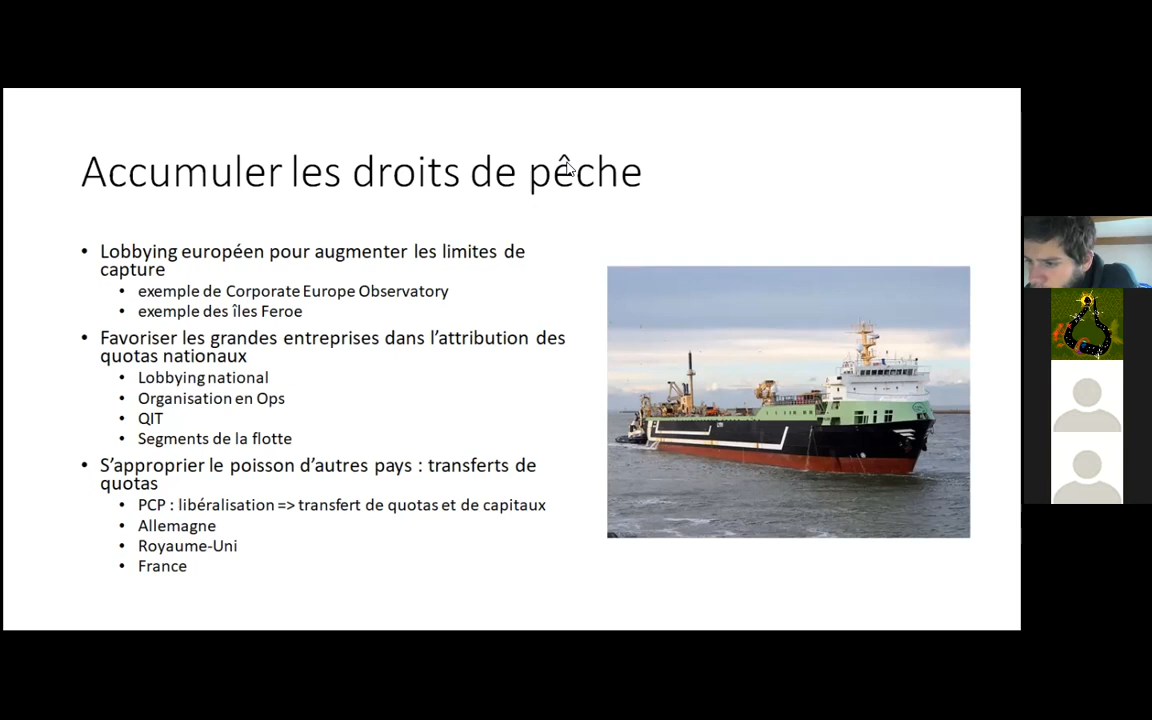 Accumuler les droits de pêche
• Lobbying européen pour augmenter les limites de
capture
• exemple de Corporate Europe Observatory
• exemple des îles Feroe
• Favoriser les grandes entreprises dans l'attribution des
quotas nationaux
• Lobbying national
• Organisation en Ops
• QIT
• Segments de la flotte
• S'approprier le poisson d'autres pays : transferts de
quotas
• PCP : libéralisation => transfert de quotas et de capitaux
• Allemagne
• Royaume-Uni
• France